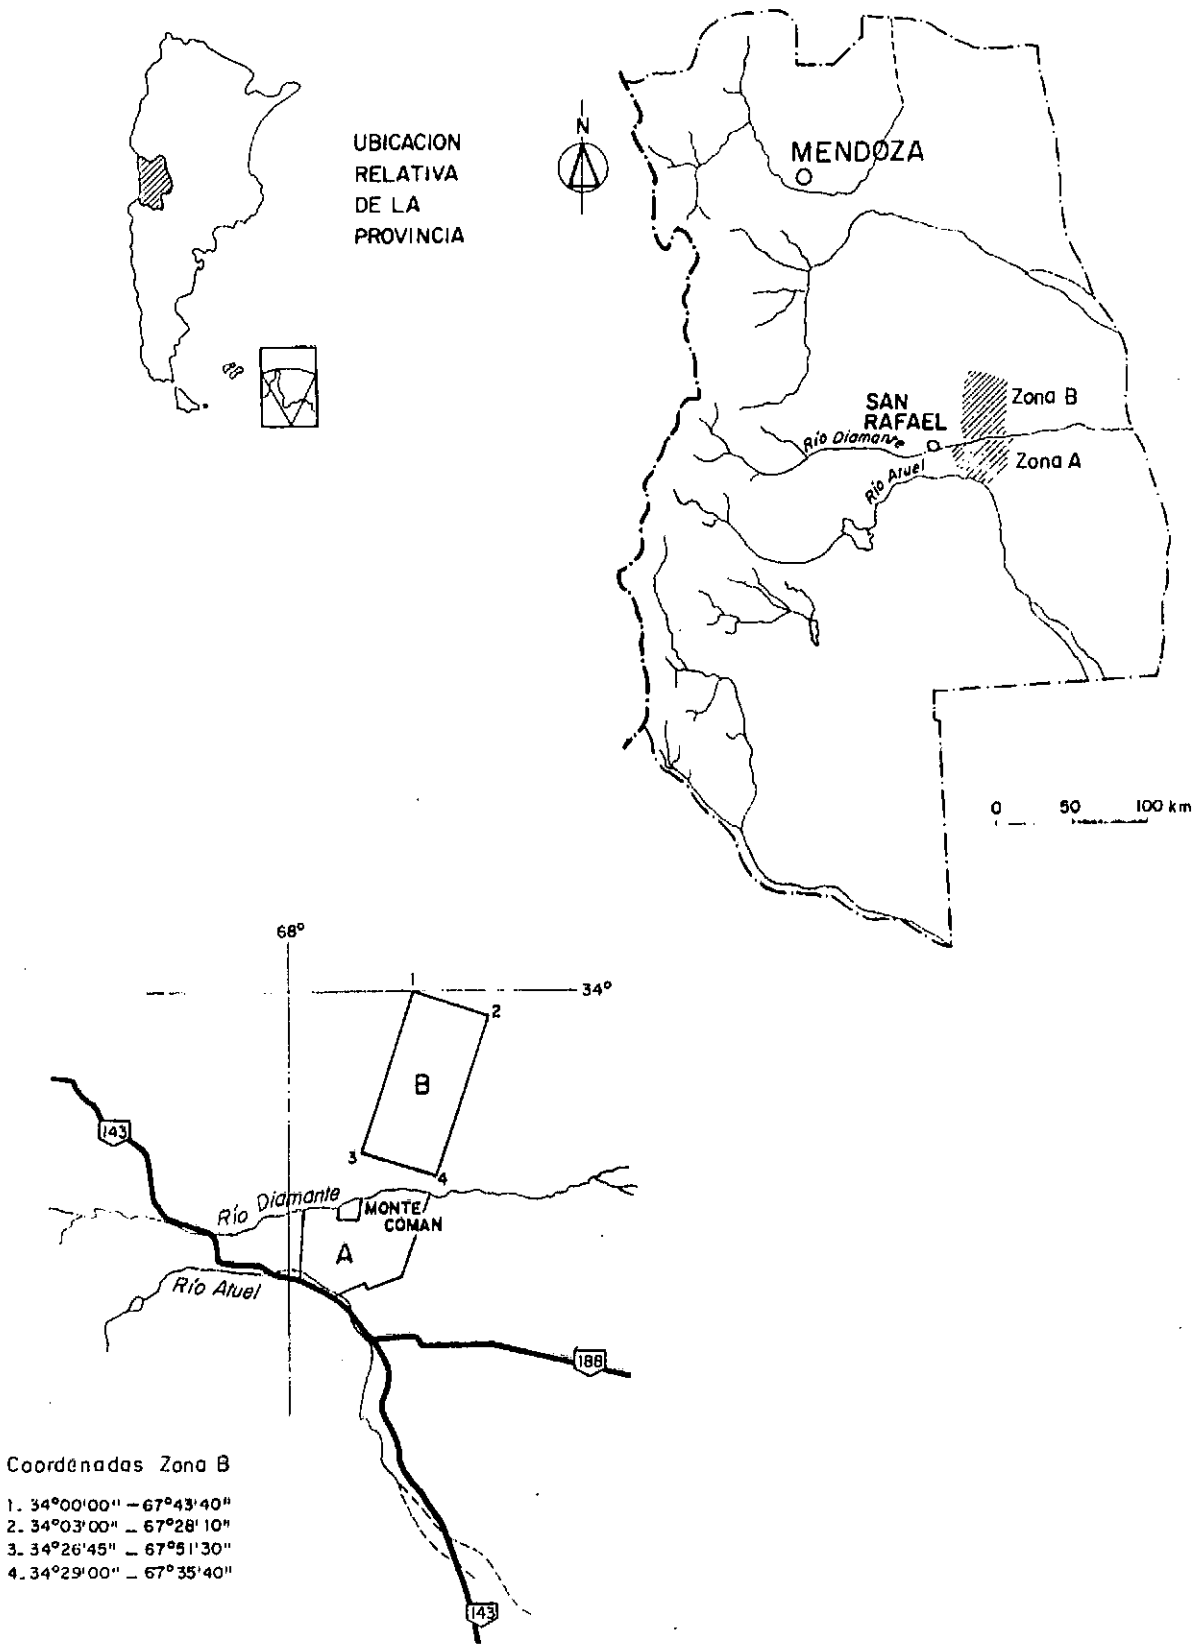 UBICACION
RELATIVA
DE LA
PROVINCIA
N
MENDOZA
SAN
RAFAEL
Río Diamante
Río Atuel
Zona B
Zona A
0 50 100 km
68°
34°
1
2
B
3
4
143
Río Diamante
MONTE
COMAN
A
Río Atuel
188
143
Coordenadas Zona B
1. 34°00'00" - 67°43'40"
2. 34°03'00" - 67°28'10"
3. 34°26'45" - 67°51'30"
4. 34°29'00" - 67°35'40"